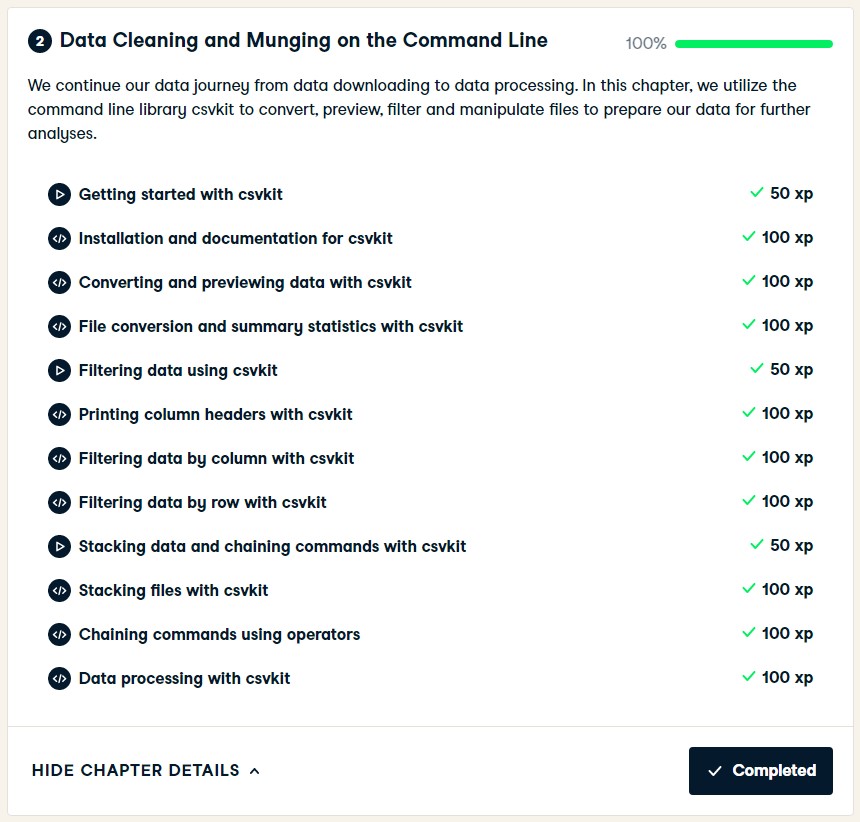 2 Data Cleaning and Munging on the Command Line 100%
We continue our data journey from data downloading to data processing. In this chapter, we utilize the
command line library csvkit to convert, preview, filter and manipulate files to prepare our data for further
analyses.
Getting started with csvkit 50 xp
Installation and documentation for csvkit 100 xp
Converting and previewing data with csvkit 100 xp
File conversion and summary statistics with csvkit 100 xp
Filtering data using csvkit 50 xp
Printing column headers with csvkit 100 xp
Filtering data by column with csvkit 100 xp
Filtering data by row with csvkit 100 xp
Stacking data and chaining commands with csvkit 50 xp
Stacking files with csvkit 100 xp
Chaining commands using operators 100 xp
Data processing with csvkit 100 xp
HIDE CHAPTER DETAILS Completed